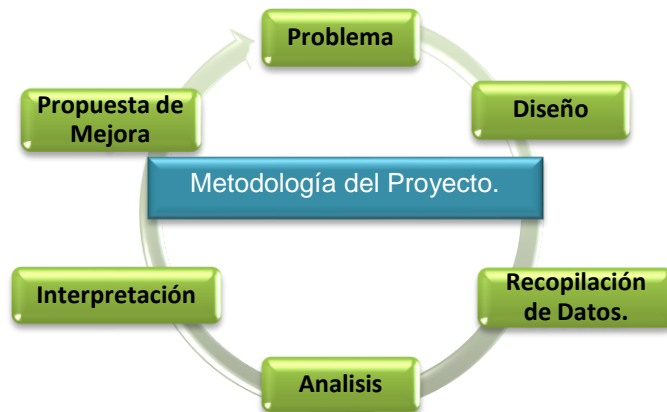 Problema
Diseño
Recopilación
de Datos.
Analisis
Interpretación
Propuesta de
Mejora
Metodología del Proyecto.